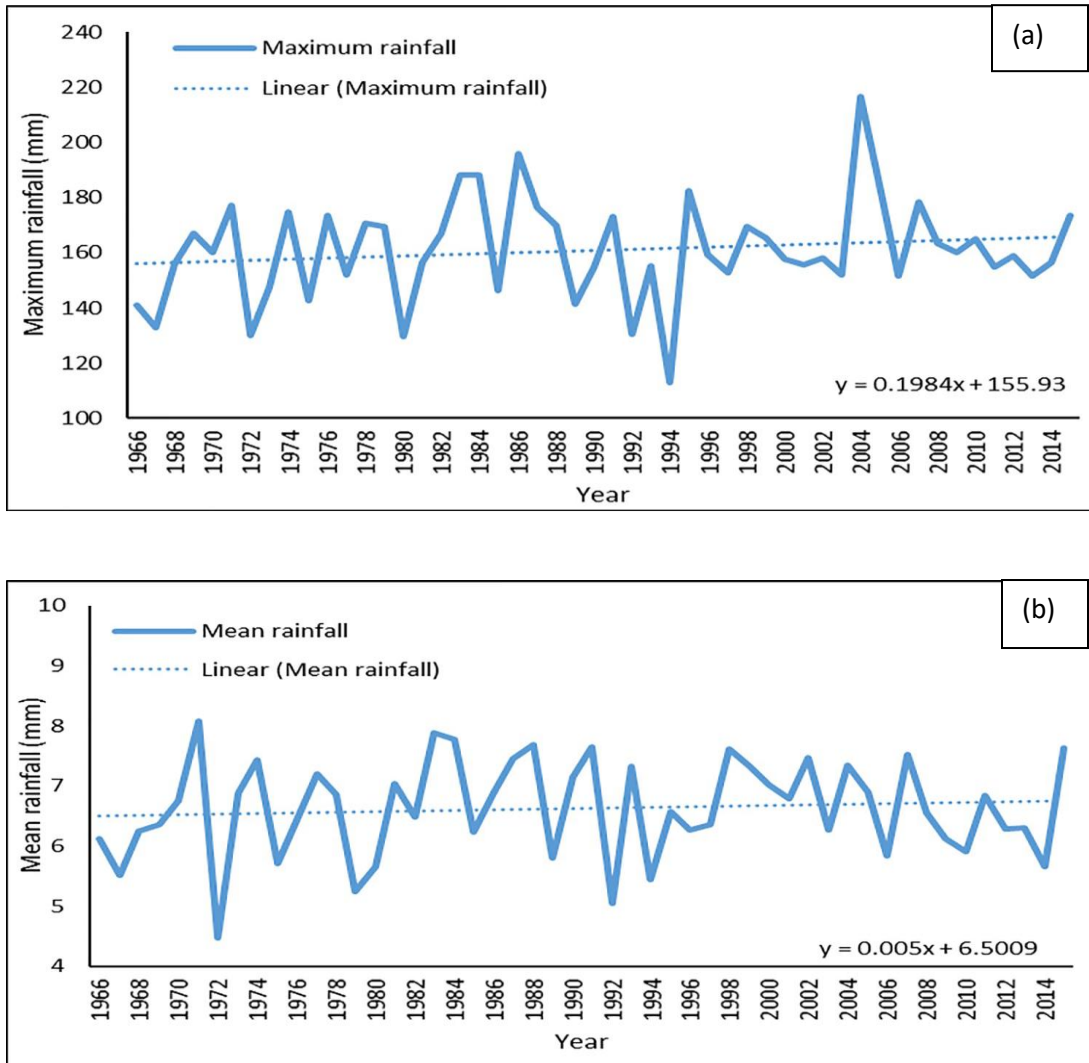 (a)
240
220
200
180
160
140
120
100
Maximum rainfall (mm)
Maximum rainfall
Linear (Maximum rainfall)
y = 0.1984x + 155.93
1966 1968 1970 1972 1974 1976 1978 1980 1982 1984 1986 1988 1990 1992 1994 1996 1998 2000 2002 2004 2006 2008 2010 2012 2014
Year
(b)
10
9
8
7
6
5
4
Mean rainfall (mm)
Mean rainfall
Linear (Mean rainfall)
y = 0.005x + 6.5009
1966 1968 1970 1972 1974 1976 1978 1980 1982 1984 1986 1988 1990 1992 1994 1996 1998 2000 2002 2004 2006 2008 2010 2012 2014
Year